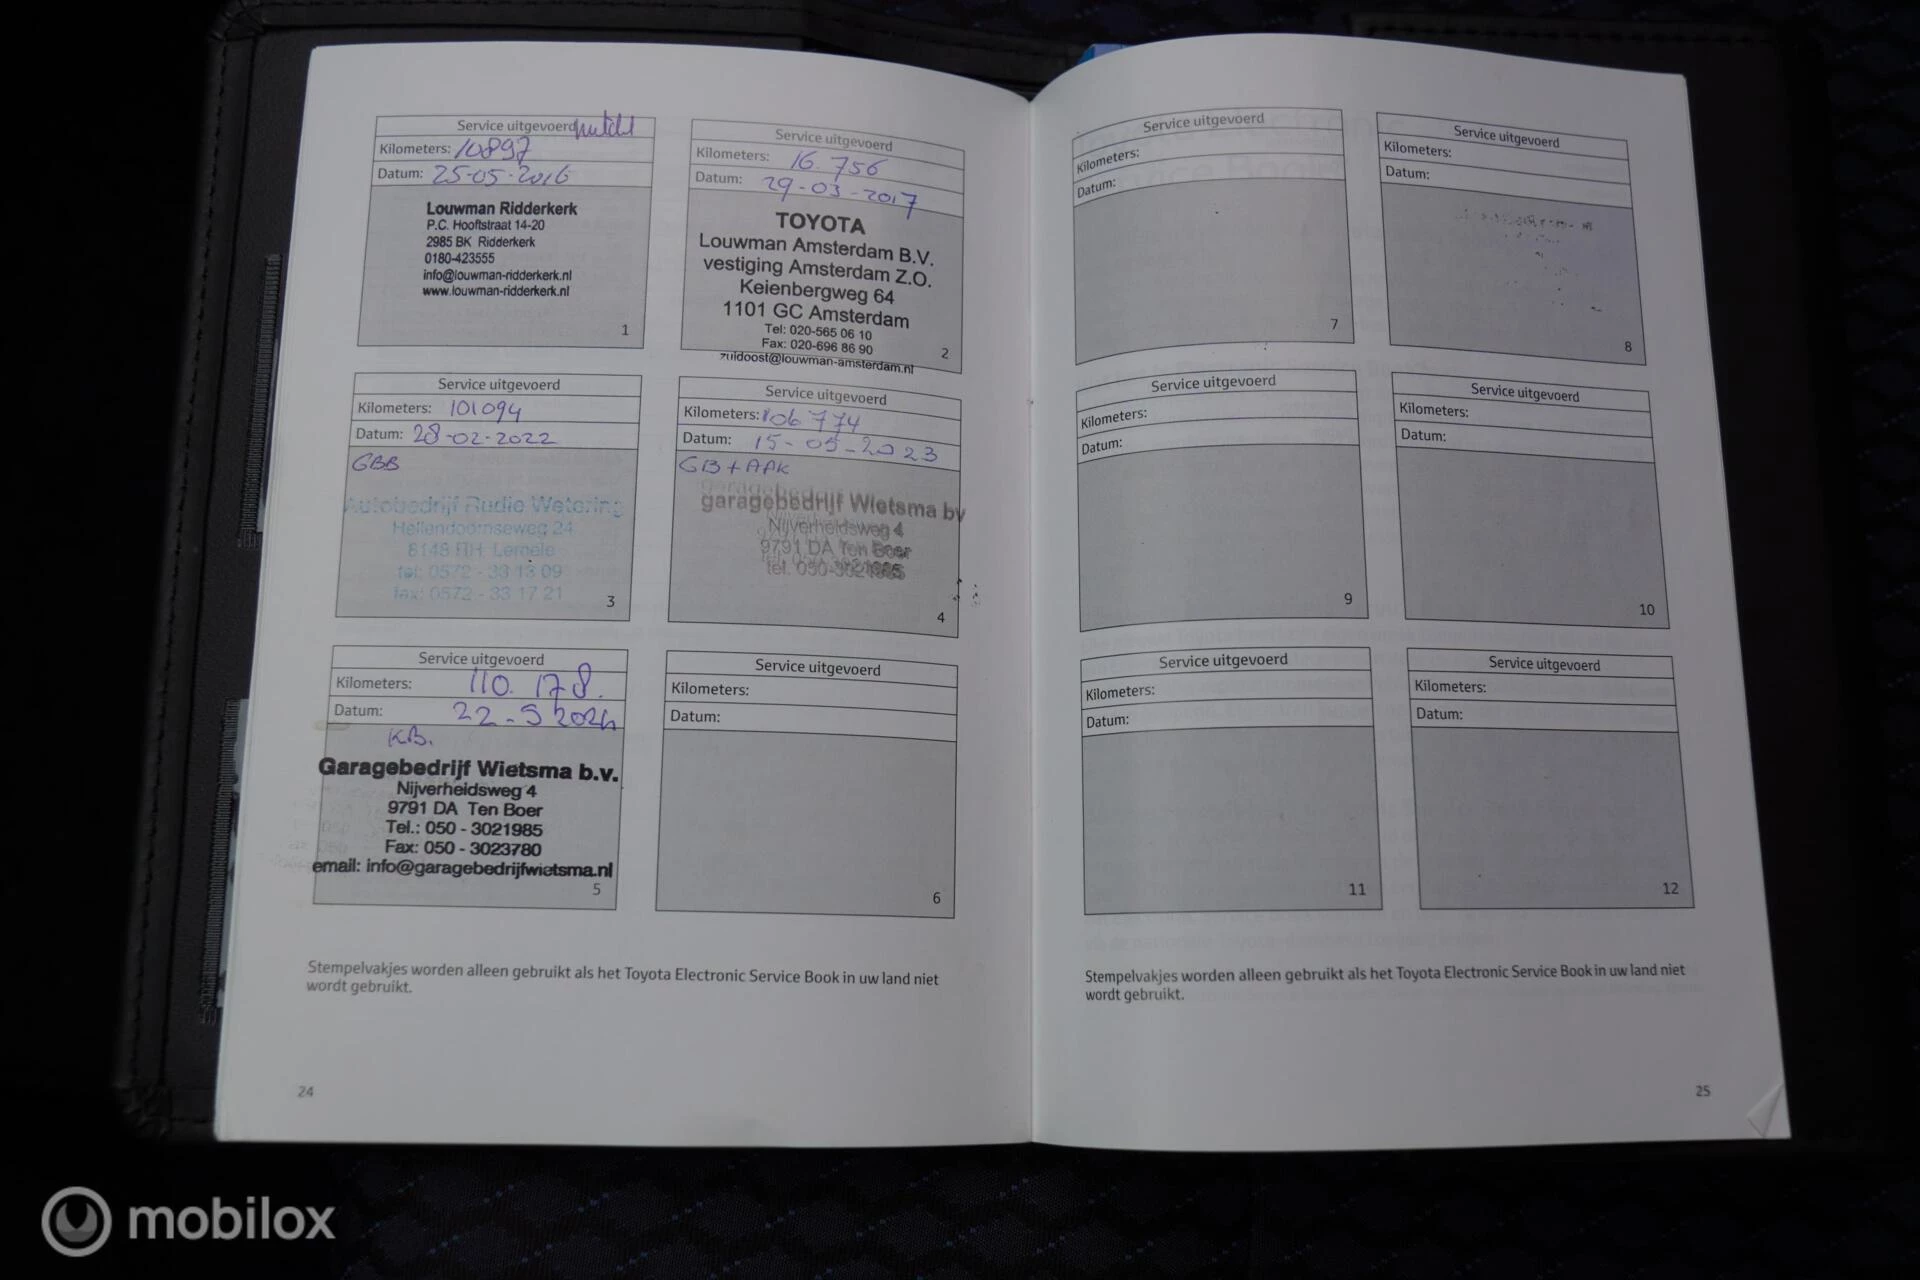 Service uitgevoerd
Kilometers: 10897
Datum: 25-05-2016
Louwman Ridderkerk
P.C. Hooftstraat 14-20
2985 BK Ridderkerk
0180-423555
info@louwman-ridderkerk.nl
www.louwman-ridderkerk.nl
1
Service uitgevoerd
Kilometers: 16.756
Datum: 29-03-2017
TOYOTA
Louwman Amsterdam B.V.
vestiging Amsterdam Z.O.
Keienbergweg 64
1101 GC Amsterdam
Tel: 020-565 06 10
Fax: 020-696 86 90
zuidoost@louwman-amsterdam.nl
2
Service uitgevoerd
Kilometers: 101094
Datum: 28-02-2022
GBB
Autobedrijf Rudie Wetering
Hellendoornseweg 24
8148 RH Lemele
tel: 0572 - 33 13 09
fax: 0572 - 33 17 21
3
Service uitgevoerd
Kilometers: 106774
Datum: 15-05-2023
GB+APK
garagebedrijf Wietsma bv
Nijverheidsweg 4
9791 DA Ten Boer
tel. 050-3021985
4
Service uitgevoerd
Kilometers: 110.178.
Datum: 22-5 2024
KB.
Garagebedrijf Wietsma b.v.
Nijverheidsweg 4
9791 DA Ten Boer
Tel.: 050 - 3021985
Fax: 050 - 3023780
email: info@garagebedrijfwietsma.nl
5
Service uitgevoerd
Kilometers:
Datum:
6
Stempelvakjes worden alleen gebruikt als het Toyota Electronic Service Book in uw land niet
wordt gebruikt.
24
Service uitgevoerd
Kilometers:
Datum:
7
Service uitgevoerd
Kilometers:
Datum:
8
Service uitgevoerd
Kilometers:
Datum:
9
Service uitgevoerd
Kilometers:
Datum:
10
Service uitgevoerd
Kilometers:
Datum:
11
Service uitgevoerd
Kilometers:
Datum:
12
Stempelvakjes worden alleen gebruikt als het Toyota Electronic Service Book in uw land niet
wordt gebruikt.
25
mobilox